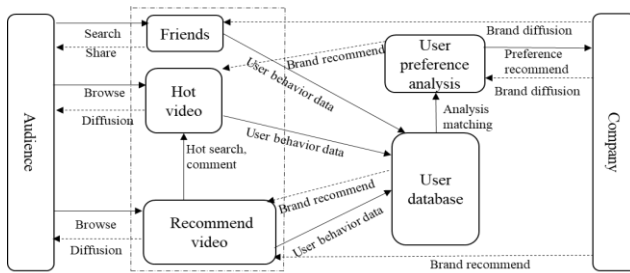 Audience
Search
Share
Browse
Diffusion
Browse
Diffusion
Friends
Hot
video
Hot search,
comment
Recommend
video
User behavior data
User behavior data
User behavior data
Brand recommend
Brand recommend
Brand diffusion
User
preference
analysis
Preference
recommend
Brand diffusion
Analysis
matching
User
database
Brand recommend
Company